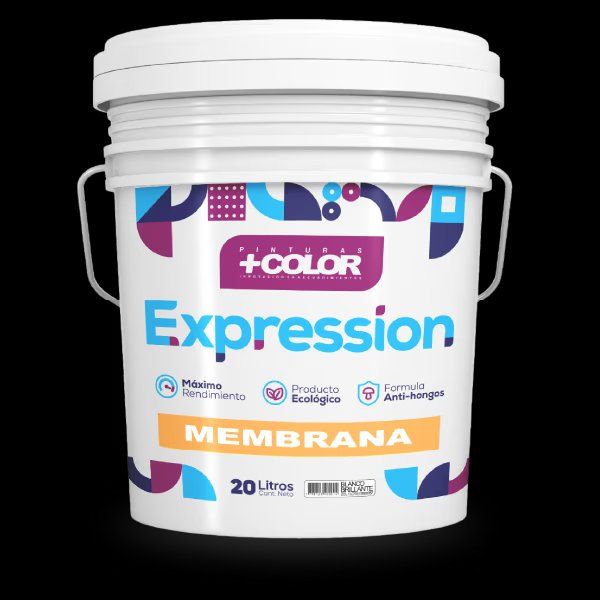 PINTURAS
+COLOR
Expression
Máximo
Rendimiento
Producto
Ecológico
Formula
Anti-hongos
MEMBRANA
20 Litros
Cont. Neto
BLANCO
BRILLANTE